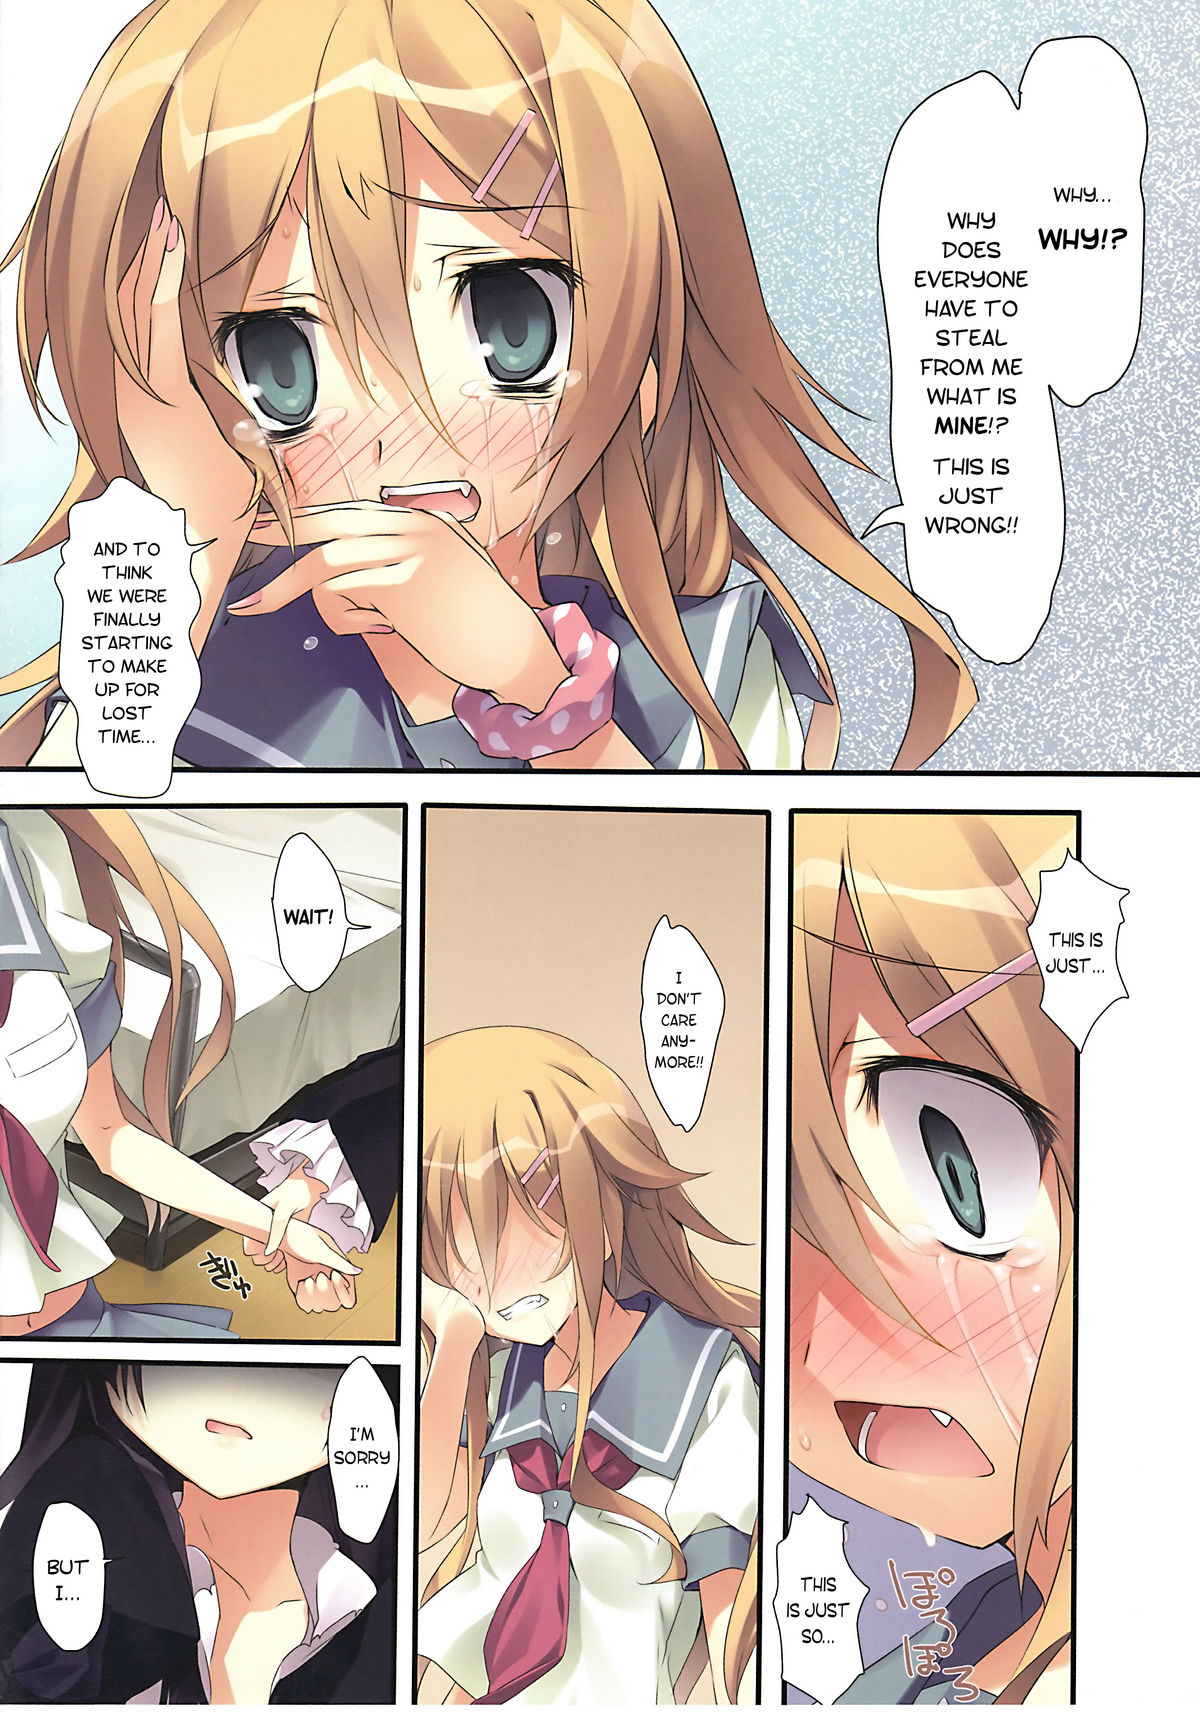 WHY...
WHY!?
WHY
DOES
EVERYONE
HAVE TO
STEAL
FROM ME
WHAT IS
MINE!?
THIS IS
JUST
WRONG!!
AND TO
THINK
WE WERE
FINALLY
STARTING
TO MAKE
UP FOR
LOST
TIME...
THIS IS
JUST...
THIS
IS JUST
SO...
ぽろ
ぽろ
I
DON'T
CARE
ANY-
MORE!!
WAIT!
ぎゅ
I'M
SORRY
...
BUT
I...